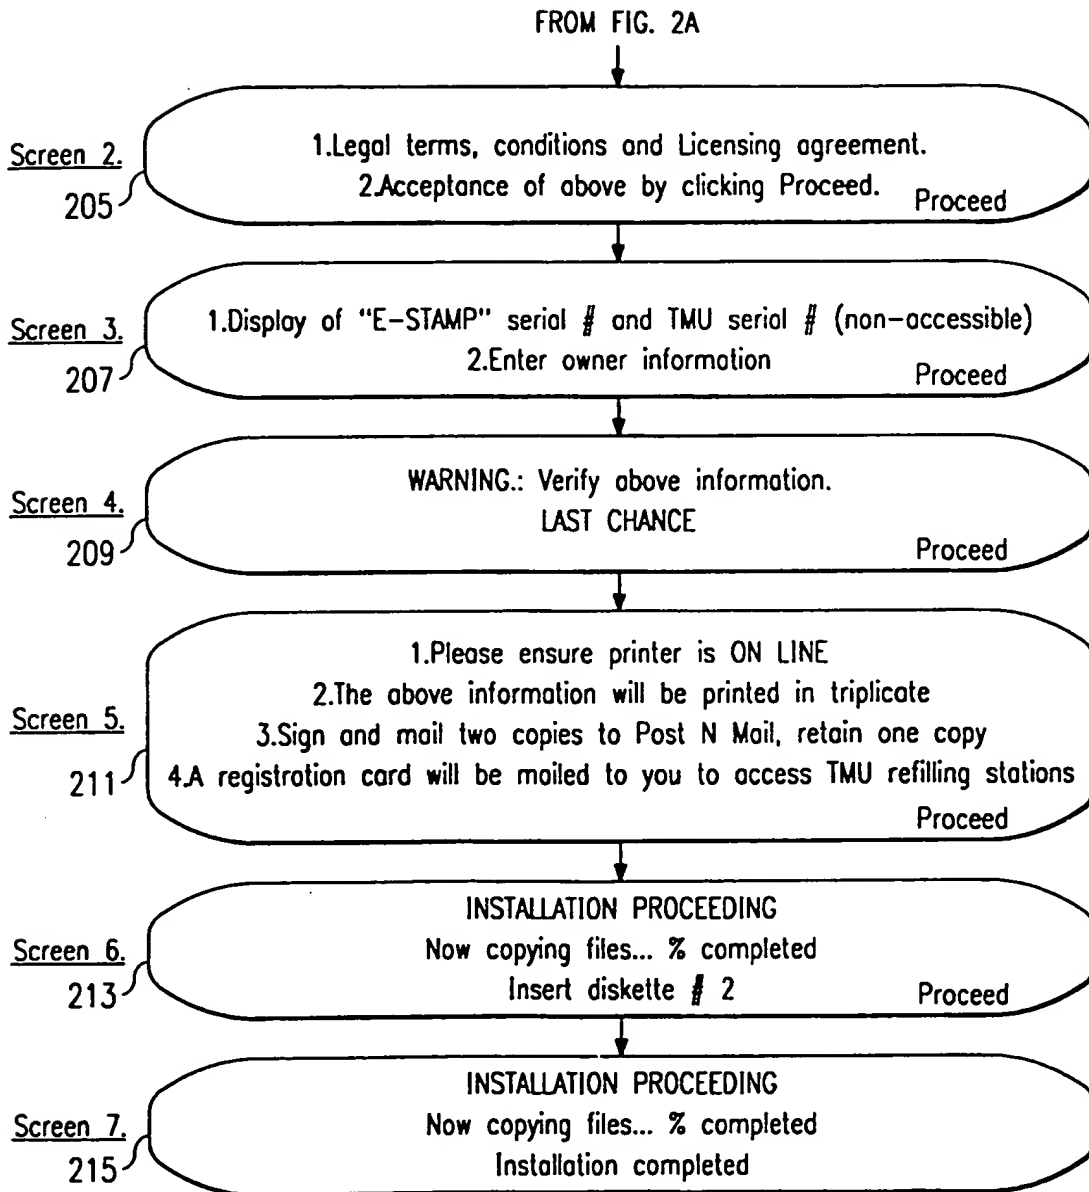 FROM FIG. 2A
Screen 2.
205
1.Legal terms, conditions and Licensing agreement.
2.Acceptance of above by clicking Proceed.
Proceed
Screen 3.
207
1.Display of "E-STAMP" serial # and TMU serial # (non-accessible)
2.Enter owner information
Proceed
Screen 4.
209
WARNING.: Verify above information.
LAST CHANCE
Proceed
Screen 5.
211
1.Please ensure printer is ON LINE
2.The above information will be printed in triplicate
3.Sign and mail two copies to Post N Mail, retain one copy
4.A registration card will be mailed to you to access TMU refilling stations
Proceed
Screen 6.
213
INSTALLATION PROCEEDING
Now copying files... % completed
Insert diskette # 2
Proceed
Screen 7.
215
INSTALLATION PROCEEDING
Now copying files... % completed
Installation completed